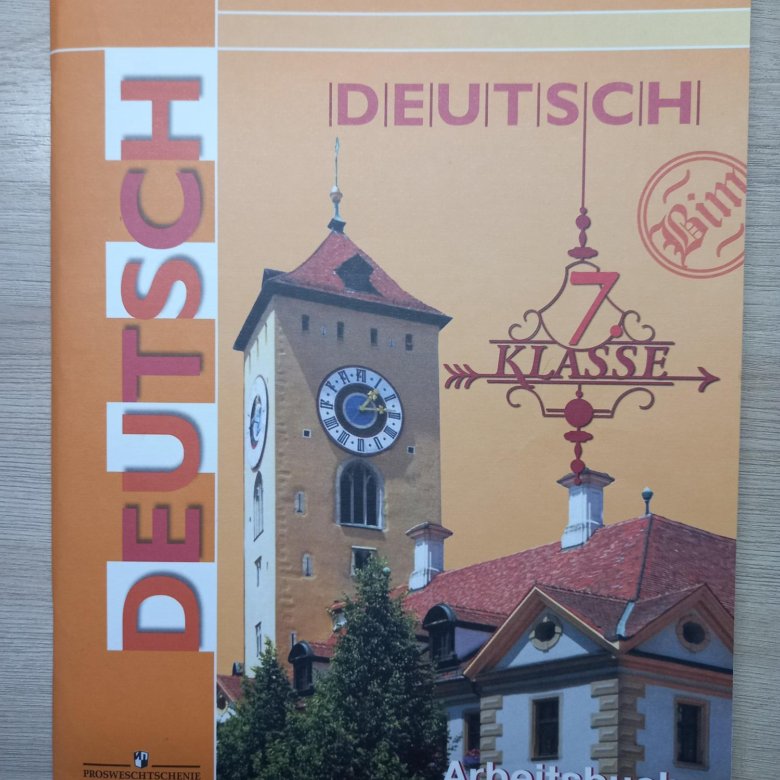 DEUTSCH
DEUTSCH
Bim
7.
KLASSE
PROSWESCHTSCHENIE